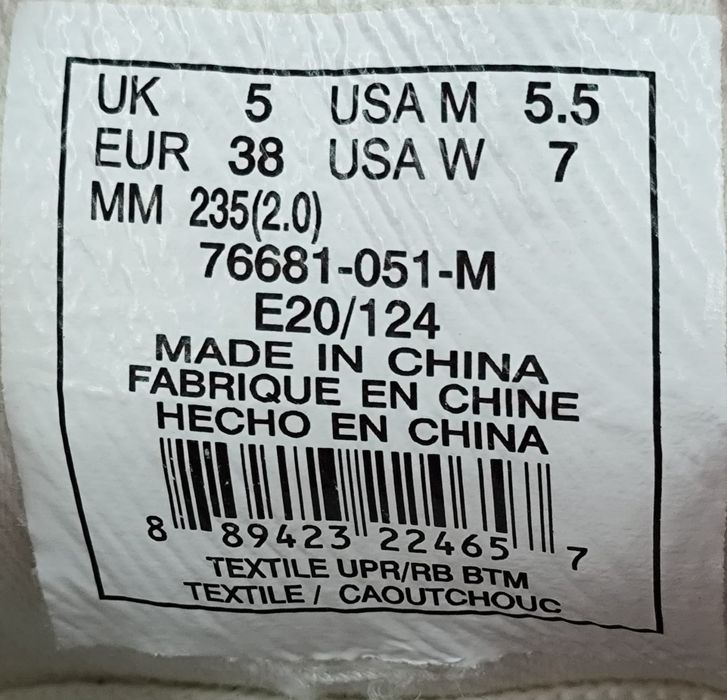 UK 5 USA M 5.5
EUR 38 USA W 7
MM 235(2.0)
76681-051-M
E20/124
MADE IN CHINA
FABRIQUE EN CHINE
HECHO EN CHINA
8 89423 22465 7
TEXTILE UPR/RB BTM
TEXTILE / CAOUTCHOUC